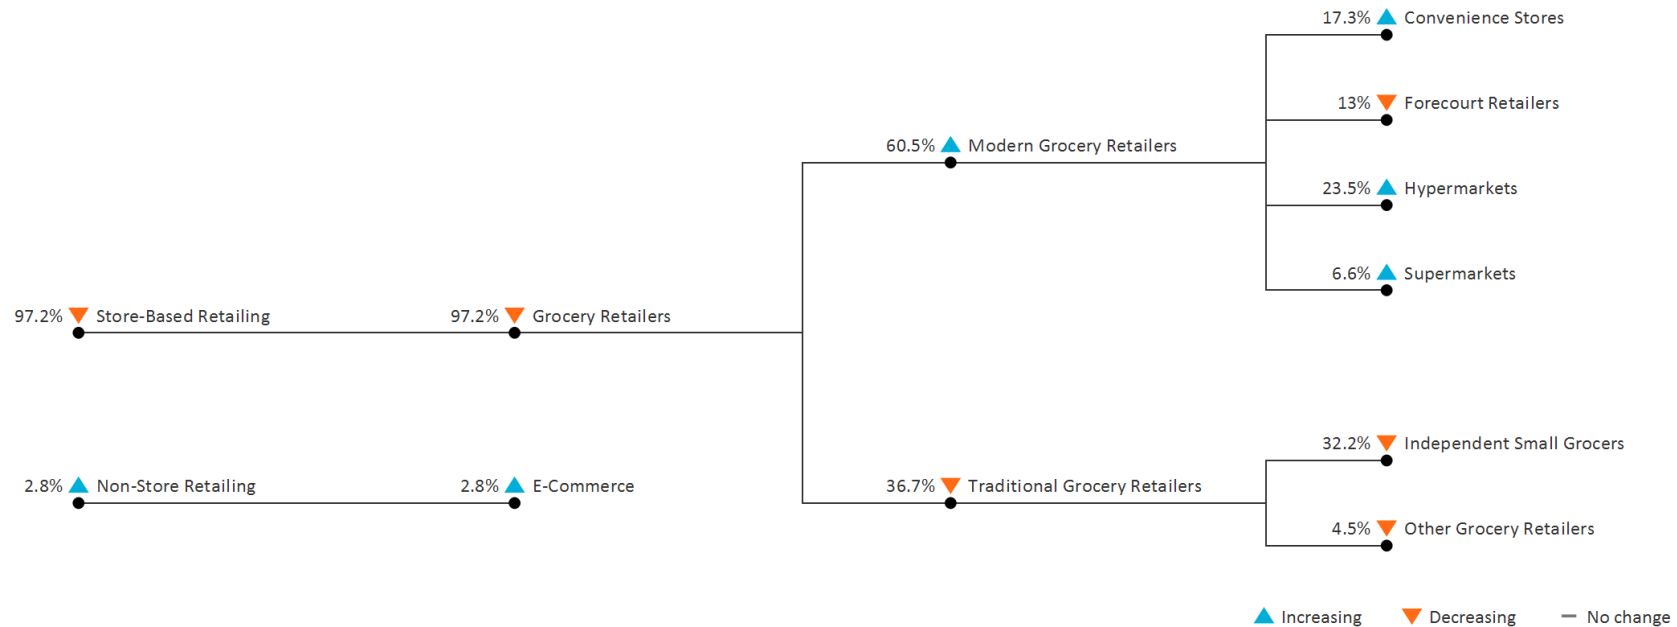 17.3% Convenience Stores
13% Forecourt Retailers
60.5% Modern Grocery Retailers
23.5% Hypermarkets
6.6% Supermarkets
97.2% Store-Based Retailing
97.2% Grocery Retailers
32.2% Independent Small Grocers
2.8% Non-Store Retailing
2.8% E-Commerce
36.7% Traditional Grocery Retailers
4.5% Other Grocery Retailers
Increasing
Decreasing
No change